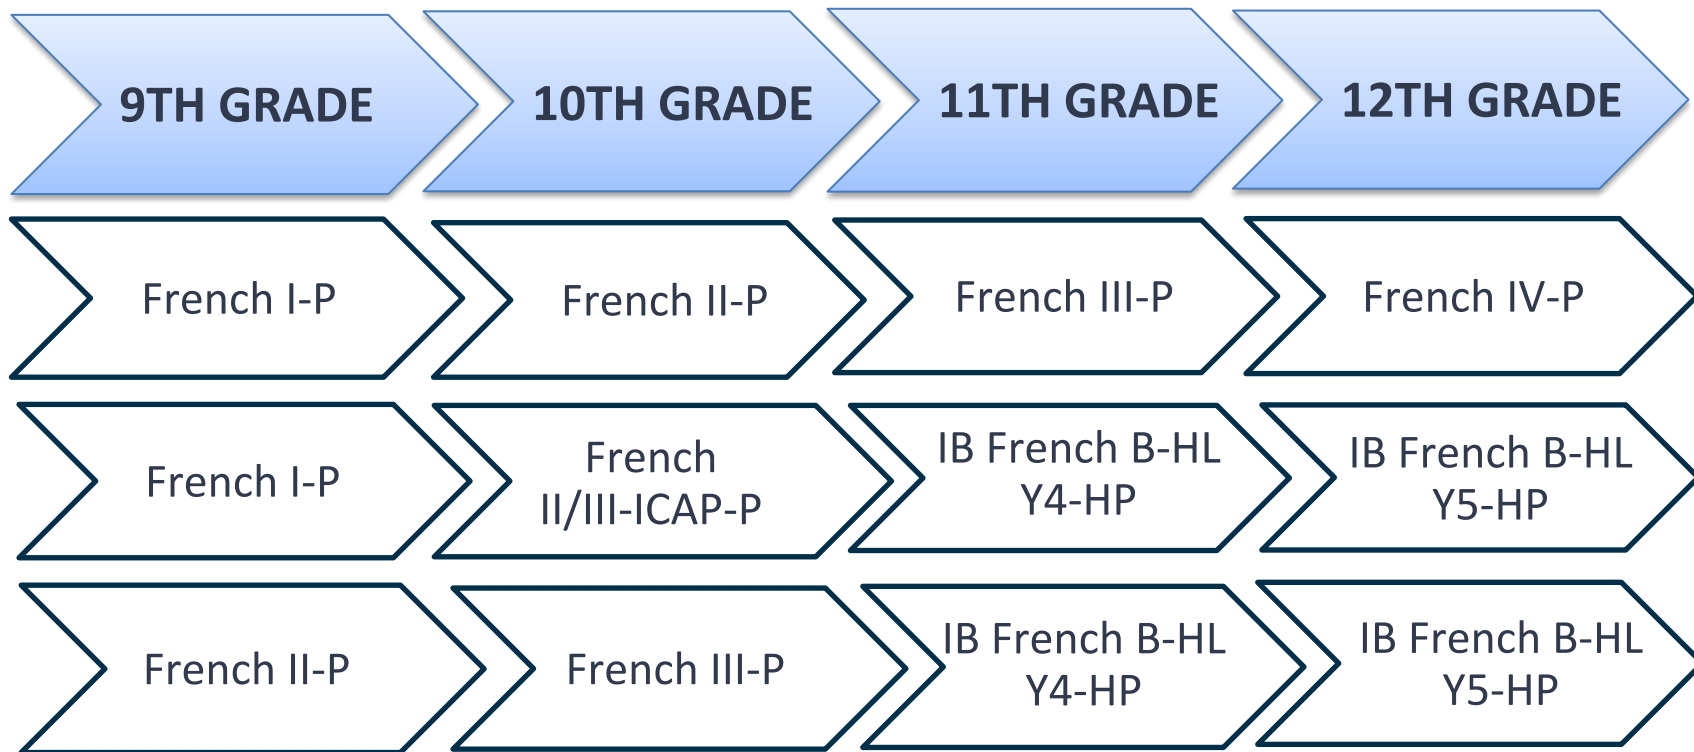 9TH GRADE
10TH GRADE
11TH GRADE
12TH GRADE
French I-P
French II-P
French III-P
French IV-P
French I-P
French
II/III-ICAP-P
IB French B-HL
Y4-HP
IB French B-HL
Y5-HP
French II-P
French III-P
IB French B-HL
Y4-HP
IB French B-HL
Y5-HP